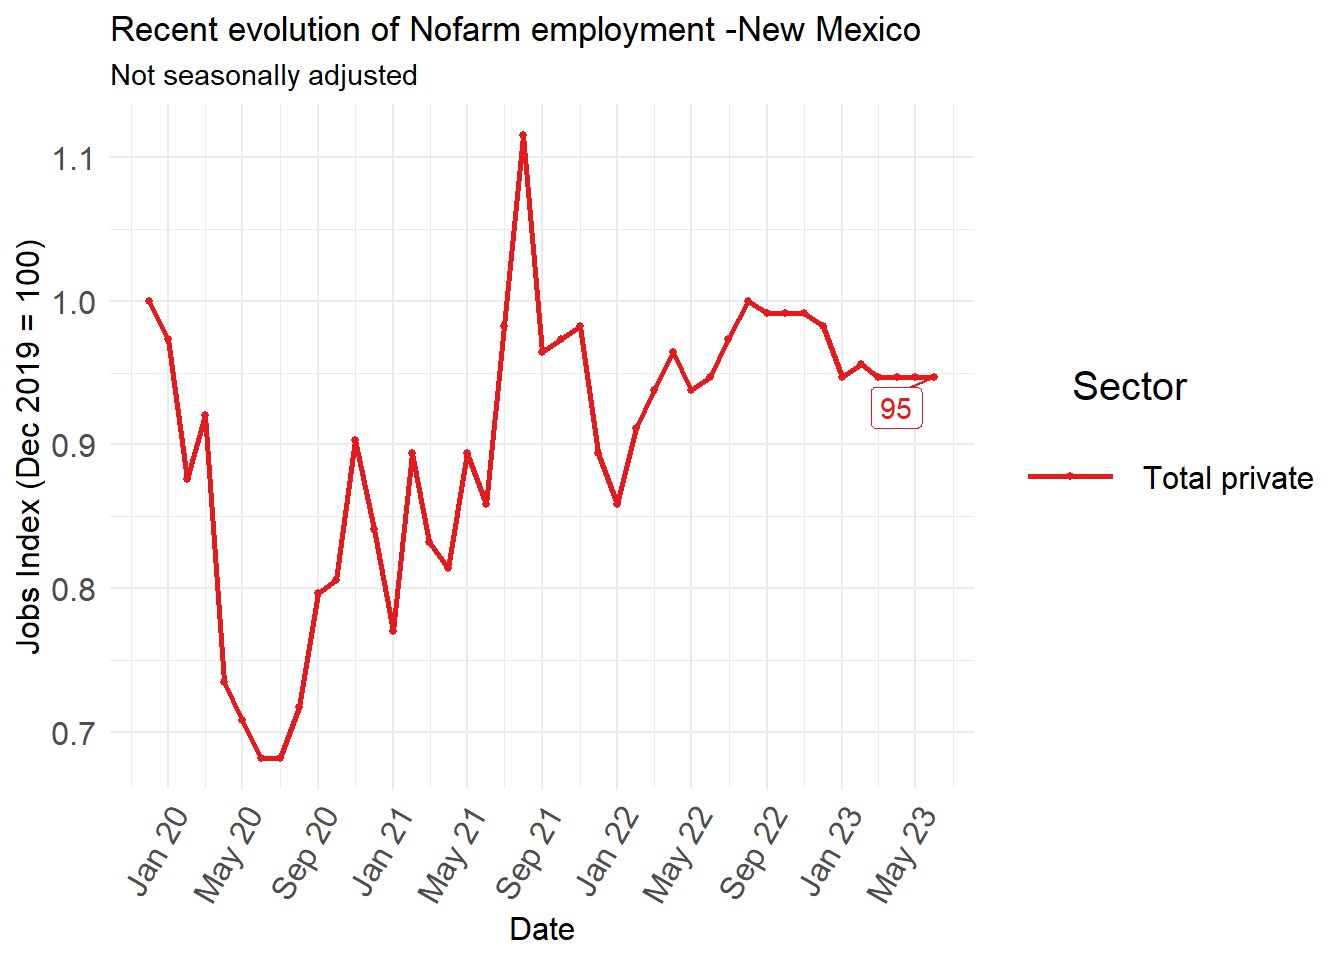 Recent evolution of Nofarm employment -New Mexico
Not seasonally adjusted
Jobs Index (Dec 2019 = 100)
1.1
1.0
0.9
0.8
0.7
95
Jan 20
May 20
Sep 20
Jan 21
May 21
Sep 21
Jan 22
May 22
Sep 22
Jan 23
May 23
Date
Sector
Total private